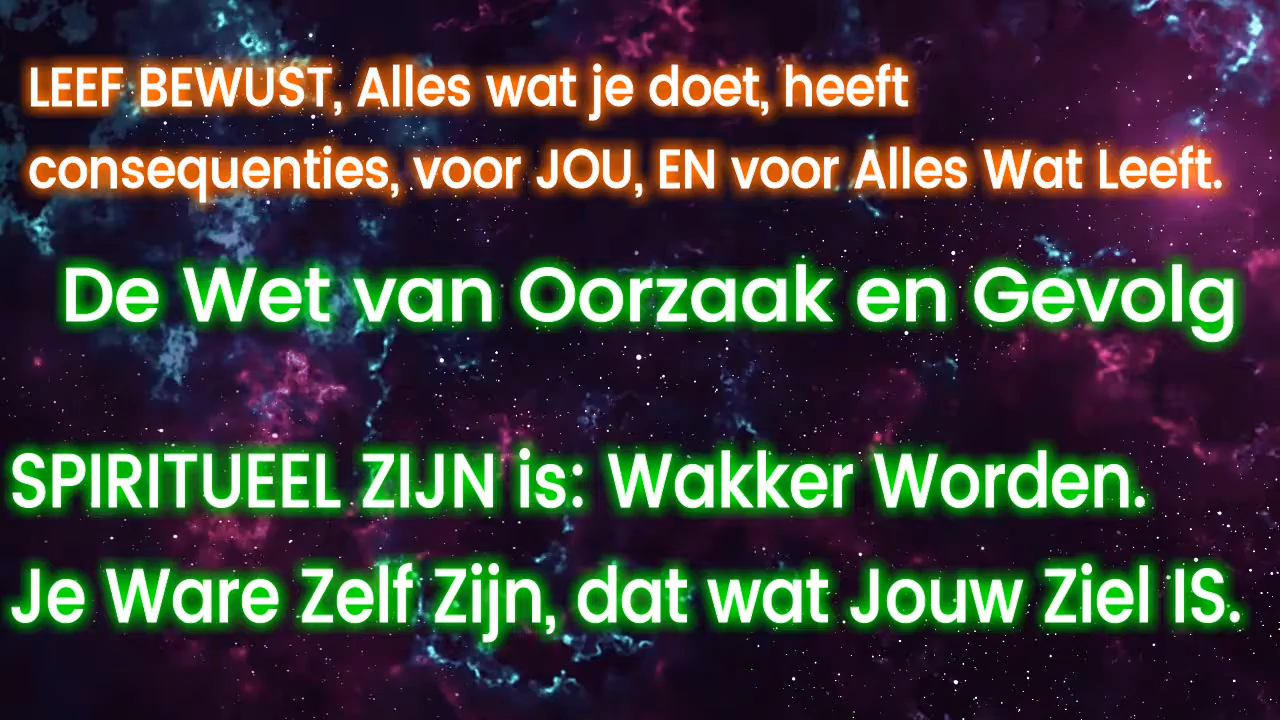 LEEF BEWUST, Alles wat je doet, heeft
consequenties, voor JOU, EN voor Alles Wat Leeft.
De Wet van Oorzaak en Gevolg
SPIRITUEEL ZIJN is: Wakker Worden.
Je Ware Zelf Zijn, dat wat Jouw Ziel IS.